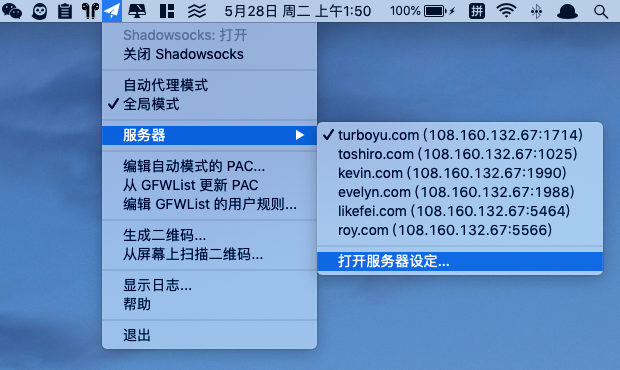 5月28日 周二 上午1:50 100% 拼
Shadowsocks: 打开
关闭 Shadowsocks
自动代理模式
全局模式
服务器
编辑自动模式的 PAC...
从 GFWList 更新 PAC
编辑 GFWList 的用户规则...
生成二维码...
从屏幕上扫描二维码...
显示日志...
帮助
退出
turboyu.com (108.160.132.67:1714)
toshiro.com (108.160.132.67:1025)
kevin.com (108.160.132.67:1990)
evelyn.com (108.160.132.67:1988)
likefei.com (108.160.132.67:5464)
roy.com (108.160.132.67:5566)
打开服务器设定...